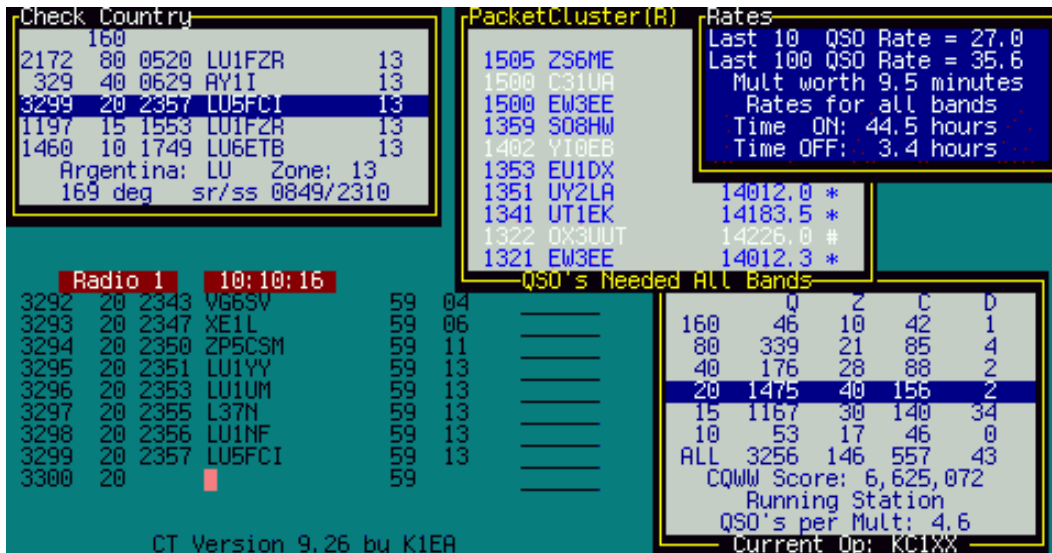 Check Country
160
2172 80 0520 LU1FZR 13
329 40 0629 AY1I 13
3299 20 2357 LU5FCI 13
1197 15 1553 LU1FZR 13
1460 10 1749 LU6ETB 13
Argentina: LU Zone: 13
169 deg sr/ss 0849/2310
PacketCluster(R)
1505 ZS6ME
1500 C31UA
1500 EW3EE
1359 SO8HW
1402 YI0EB
1353 EU1DX
1351 UY2LA 14012.0 *
1341 UT1EK 14183.5 *
1322 OX3UUT 14226.0 #
1321 EW3EE 14012.3 *
QSO's Needed All Bands
Rates
Last 10 QSO Rate = 27.0
Last 100 QSO Rate = 35.6
Mult worth 9.5 minutes
Rates for all bands
Time ON: 44.5 hours
Time OFF: 3.4 hours
Radio 1 10:10:16
3292 20 2343 VG6SV 59 04
3293 20 2347 XE1L 59 06
3294 20 2350 ZP5CSM 59 11
3295 20 2351 LU1YY 59 13
3296 20 2353 LU1UM 59 13
3297 20 2355 L37N 59 13
3298 20 2356 LU1NF 59 13
3299 20 2357 LU5FCI 59 13
3300 20 59
CT Version 9.26 by K1EA
Q Z C D
160 46 10 42 1
80 339 21 85 4
40 176 28 88 2
20 1475 40 156 2
15 1167 30 140 34
10 53 17 46 0
ALL 3256 146 557 43
CQWW Score: 6,625,072
Running Station
QSO's per Mult: 4.6
Current Op: KC1XX